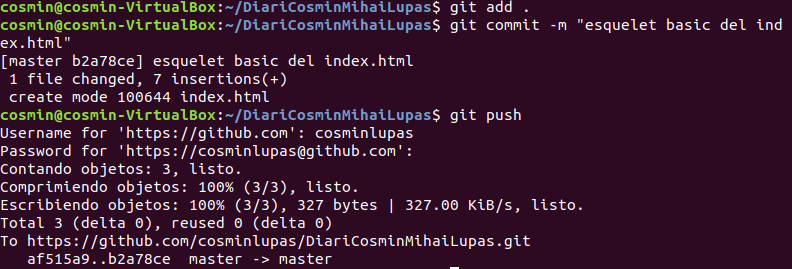 cosmin@cosmin-VirtualBox:~/DiariCosminMihaiLupas$ git add .
cosmin@cosmin-VirtualBox:~/DiariCosminMihaiLupas$ git commit -m "esquelet basic del ind
ex.html"
[master b2a78ce] esquelet basic del index.html
 1 file changed, 7 insertions(+)
 create mode 100644 index.html
cosmin@cosmin-VirtualBox:~/DiariCosminMihaiLupas$ git push
Username for 'https://github.com': cosminlupas
Password for 'https://cosminlupas@github.com':
Contando objetos: 3, listo.
Comprimiendo objetos: 100% (3/3), listo.
Escribiendo objetos: 100% (3/3), 327 bytes | 327.00 KiB/s, listo.
Total 3 (delta 0), reused 0 (delta 0)
To https://github.com/cosminlupas/DiariCosminMihaiLupas.git
   af515a9..b2a78ce  master -> master